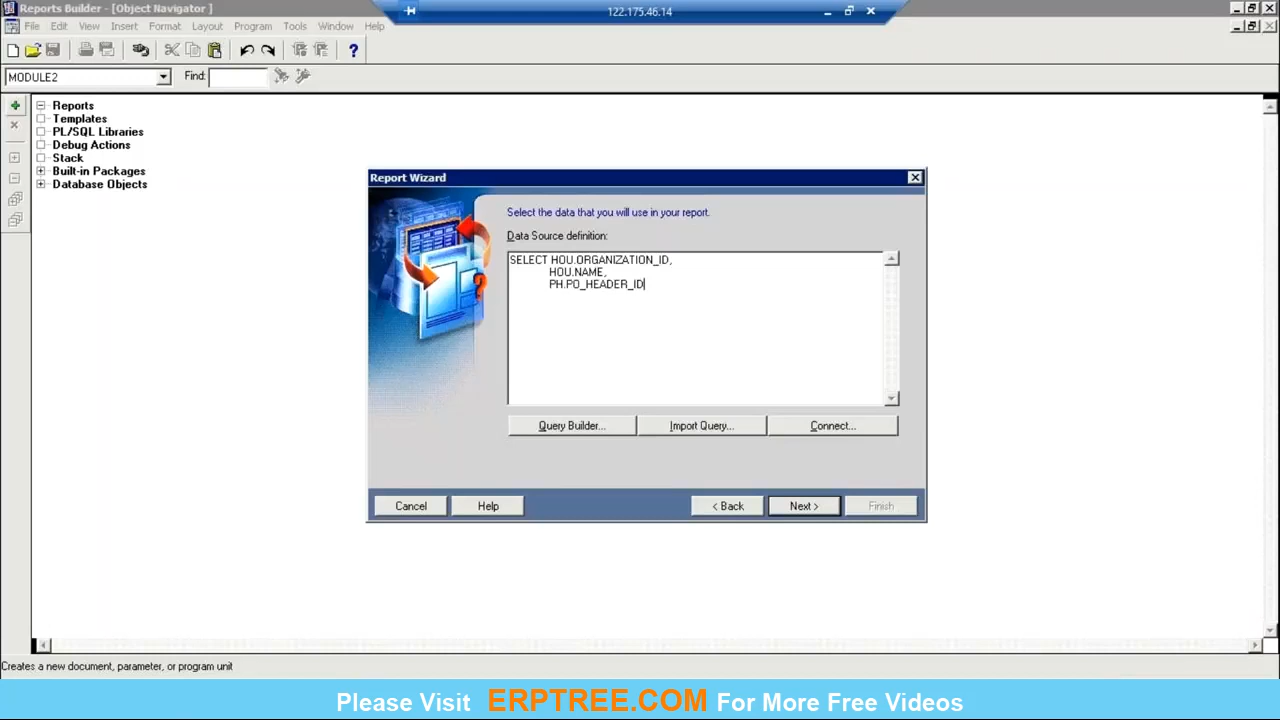 Reports Builder - [Object Navigator ]
122.175.46.14
File Edit View Insert Format Layout Program Tools Window Help
MODULE2
Find:
Reports
Templates
PL/SQL Libraries
Debug Actions
Stack
Built-in Packages
Database Objects
Report Wizard
Select the data that you will use in your report.
Data Source definition:
SELECT HOU.ORGANIZATION_ID,
HOU.NAME,
PH.PO_HEADER_ID
Query Builder... Import Query... Connect...
Cancel Help < Back Next > Finish
Creates a new document, parameter, or program unit
Please Visit ERPTREE.COM For More Free Videos